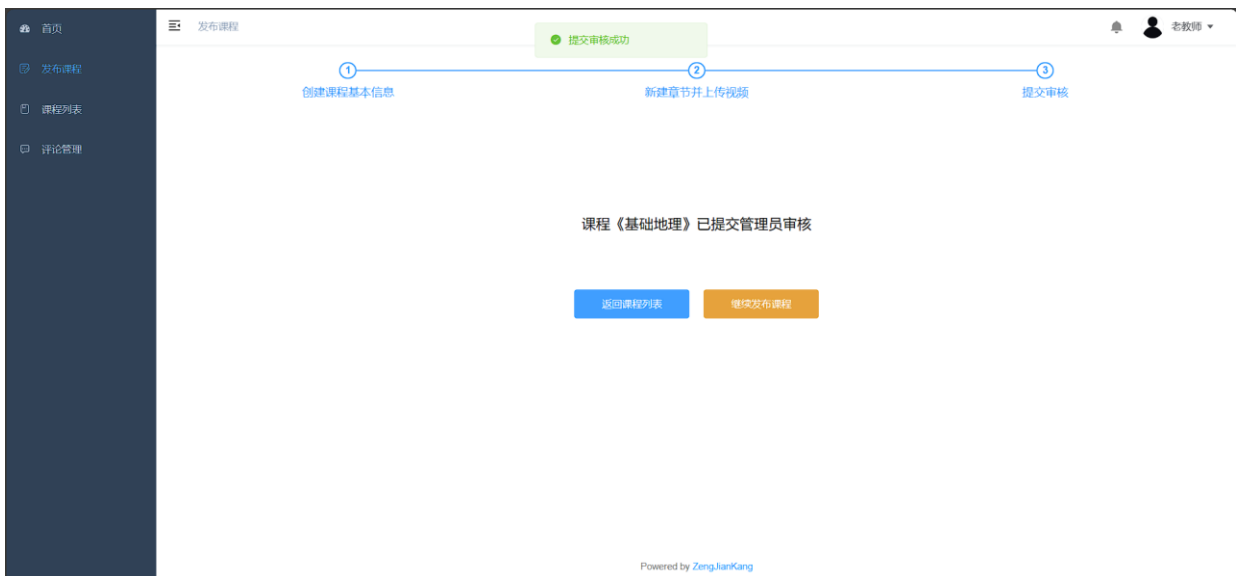 首页
发布课程
课程列表
评论管理
发布课程
提交审核成功
老教师
1
2
3
创建课程基本信息
新建章节并上传视频
提交审核
课程《基础地理》已提交管理员审核
返回课程列表
继续发布课程
Powered by ZengJianKang